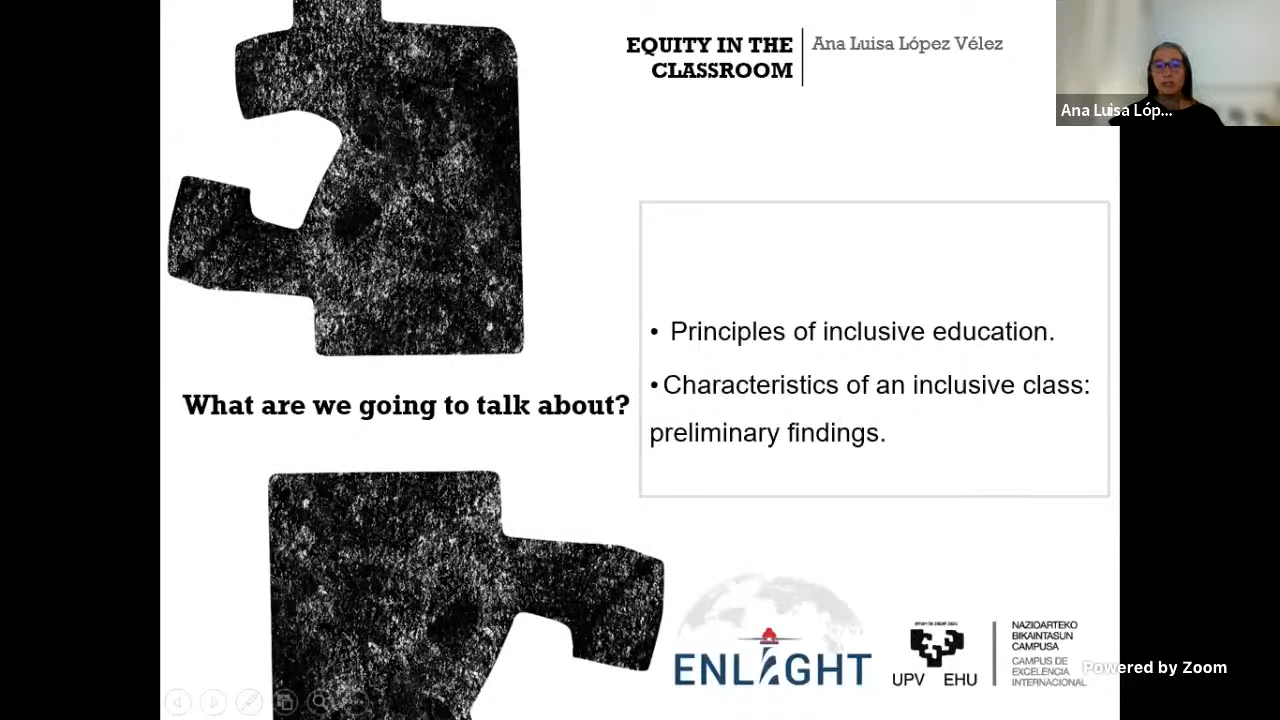 EQUITY IN THE
CLASSROOM
Ana Luisa López Vélez
Ana Luisa Lóp...
• Principles of inclusive education.
• Characteristics of an inclusive class:
preliminary findings.
What are we going to talk about?
ENLIGHT
UPV EHU
NAZIOARTEKO
BIKAINTASUN
CAMPUSA
CAMPUS DE
EXCELENCIA
INTERNACIONAL
Powered by Zoom